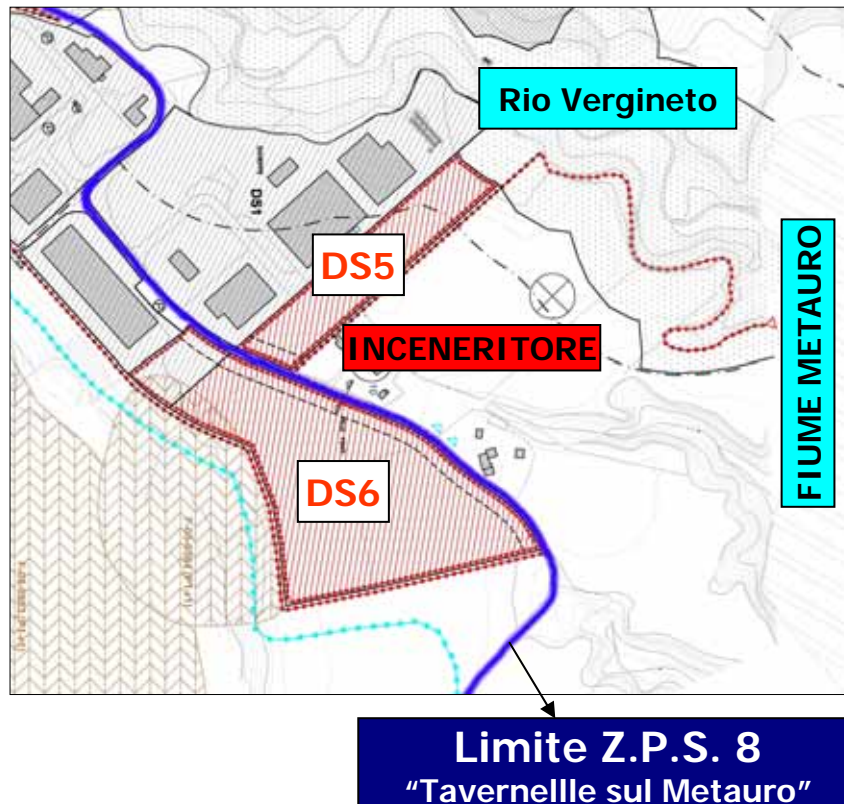 Rio Vergineto
DS1
DS5
INCENERITORE
FIUME METAURO
DS6
Limite Z.P.S. 8
“Tavernellle sul Metauro”